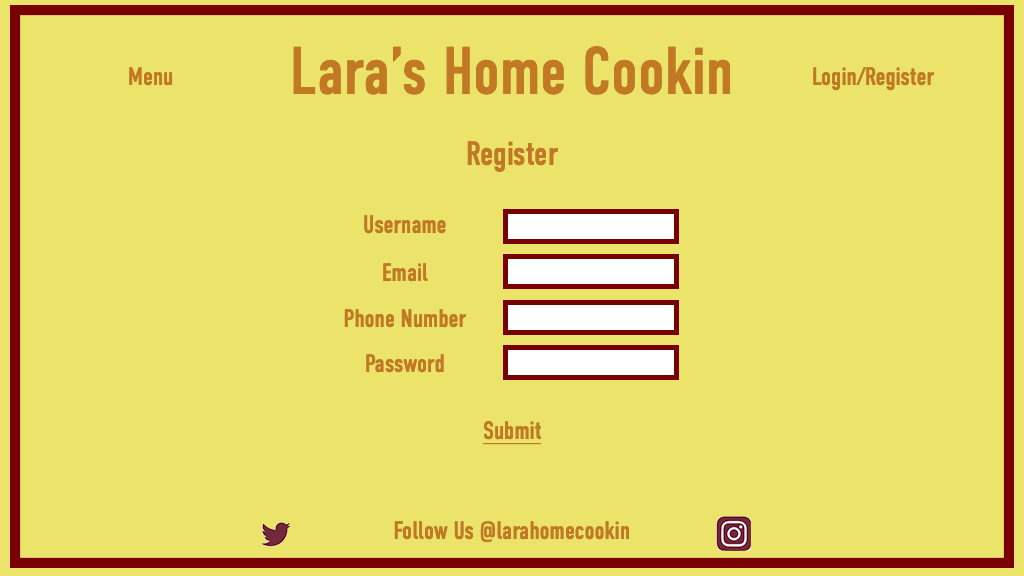 Menu
Lara’s Home Cookin
Login/Register
Register
Username
Email
Phone Number
Password
Submit
Follow Us @larahomecookin